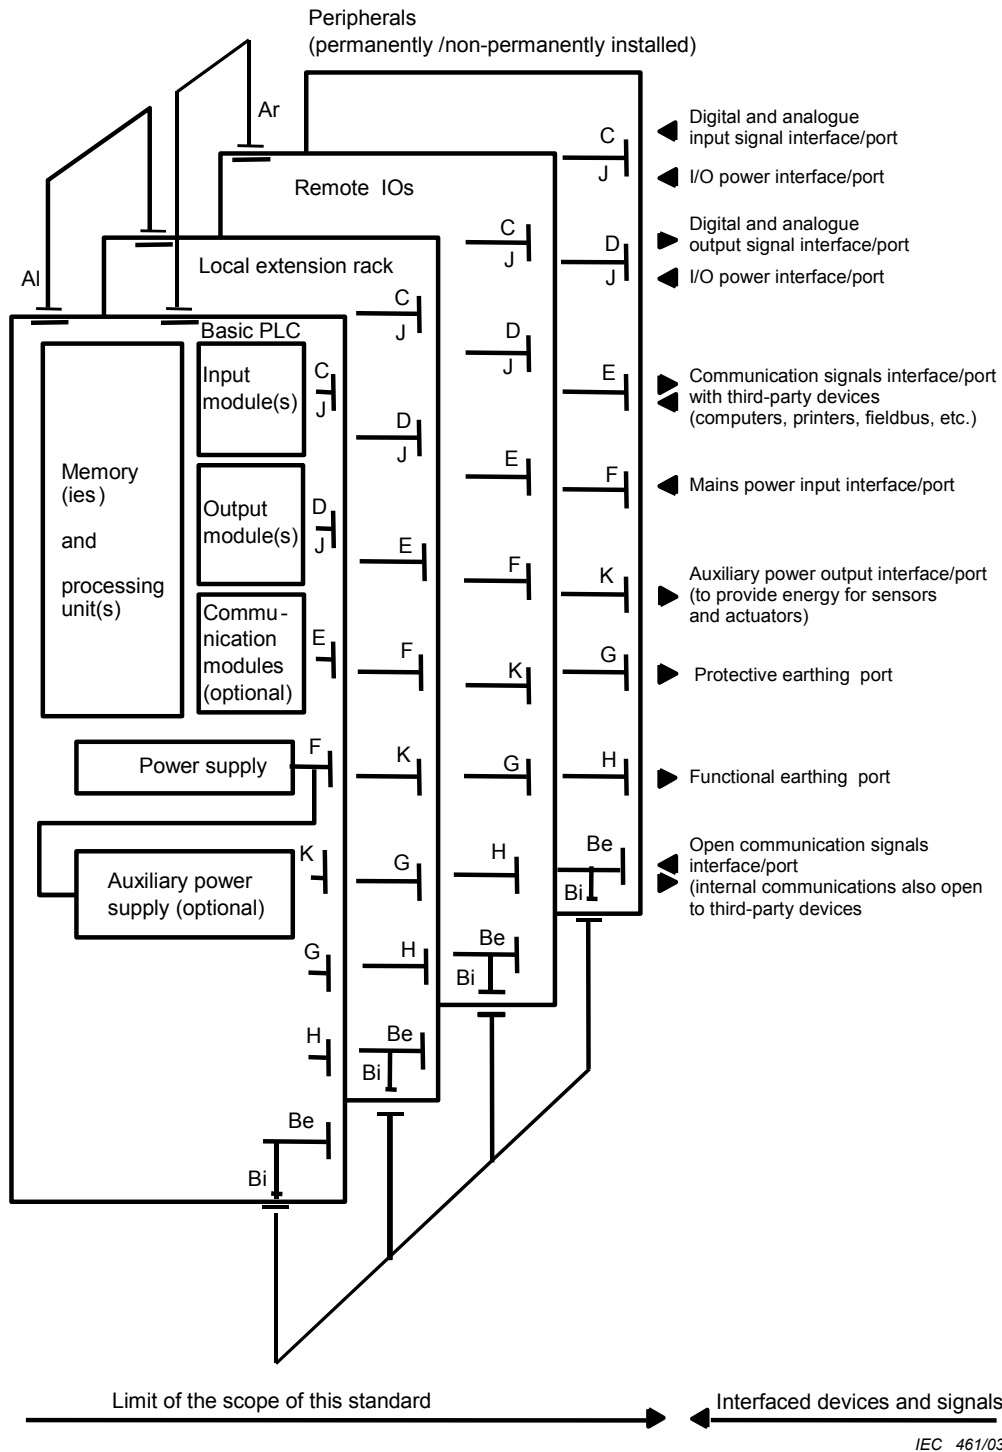 Peripherals
(permanently /non-permanently installed)
Ar
C
Digital and analogue
input signal interface/port
J
I/O power interface/port
Remote IOs
C
J
D
J
Digital and analogue
output signal interface/port
I/O power interface/port
Al
Local extension rack
C
J
D
J
E
Communication signals interface/port
with third-party devices
(computers, printers, fieldbus, etc.)
Basic PLC
Input
module(s)
C
J
D
J
E
F
Mains power input interface/port
Memory
(ies)
and
processing
unit(s)
Output
module(s)
D
J
E
F
K
Auxiliary power output interface/port
(to provide energy for sensors
and actuators)
Commu-
nication
modules
(optional)
E
F
K
G
Protective earthing port
Power supply
F
K
G
H
Functional earthing port
Auxiliary power
supply (optional)
K
G
H
Be
Bi
Open communication signals
interface/port
(internal communications also open
to third-party devices
G
H
Be
Bi
H
Be
Bi
Be
Bi
Limit of the scope of this standard
Interfaced devices and signals
IEC 461/03